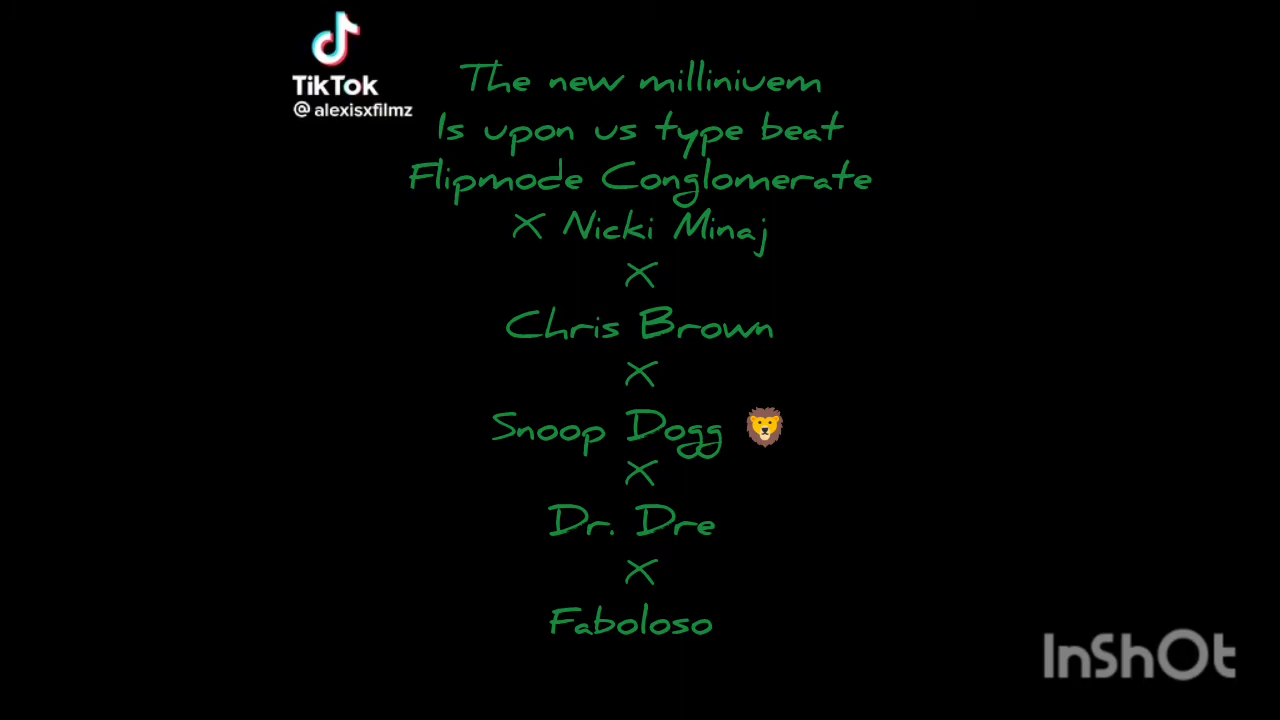 TikTok
@alexisxfilmz
The new millinivem
Is upon us type beat
Flipmode Conglomerate
X Nicki Minaj
X
Chris Brown
X
Snoop Dogg 🦁
X
Dr. Dre
X
Faboloso
InShOt